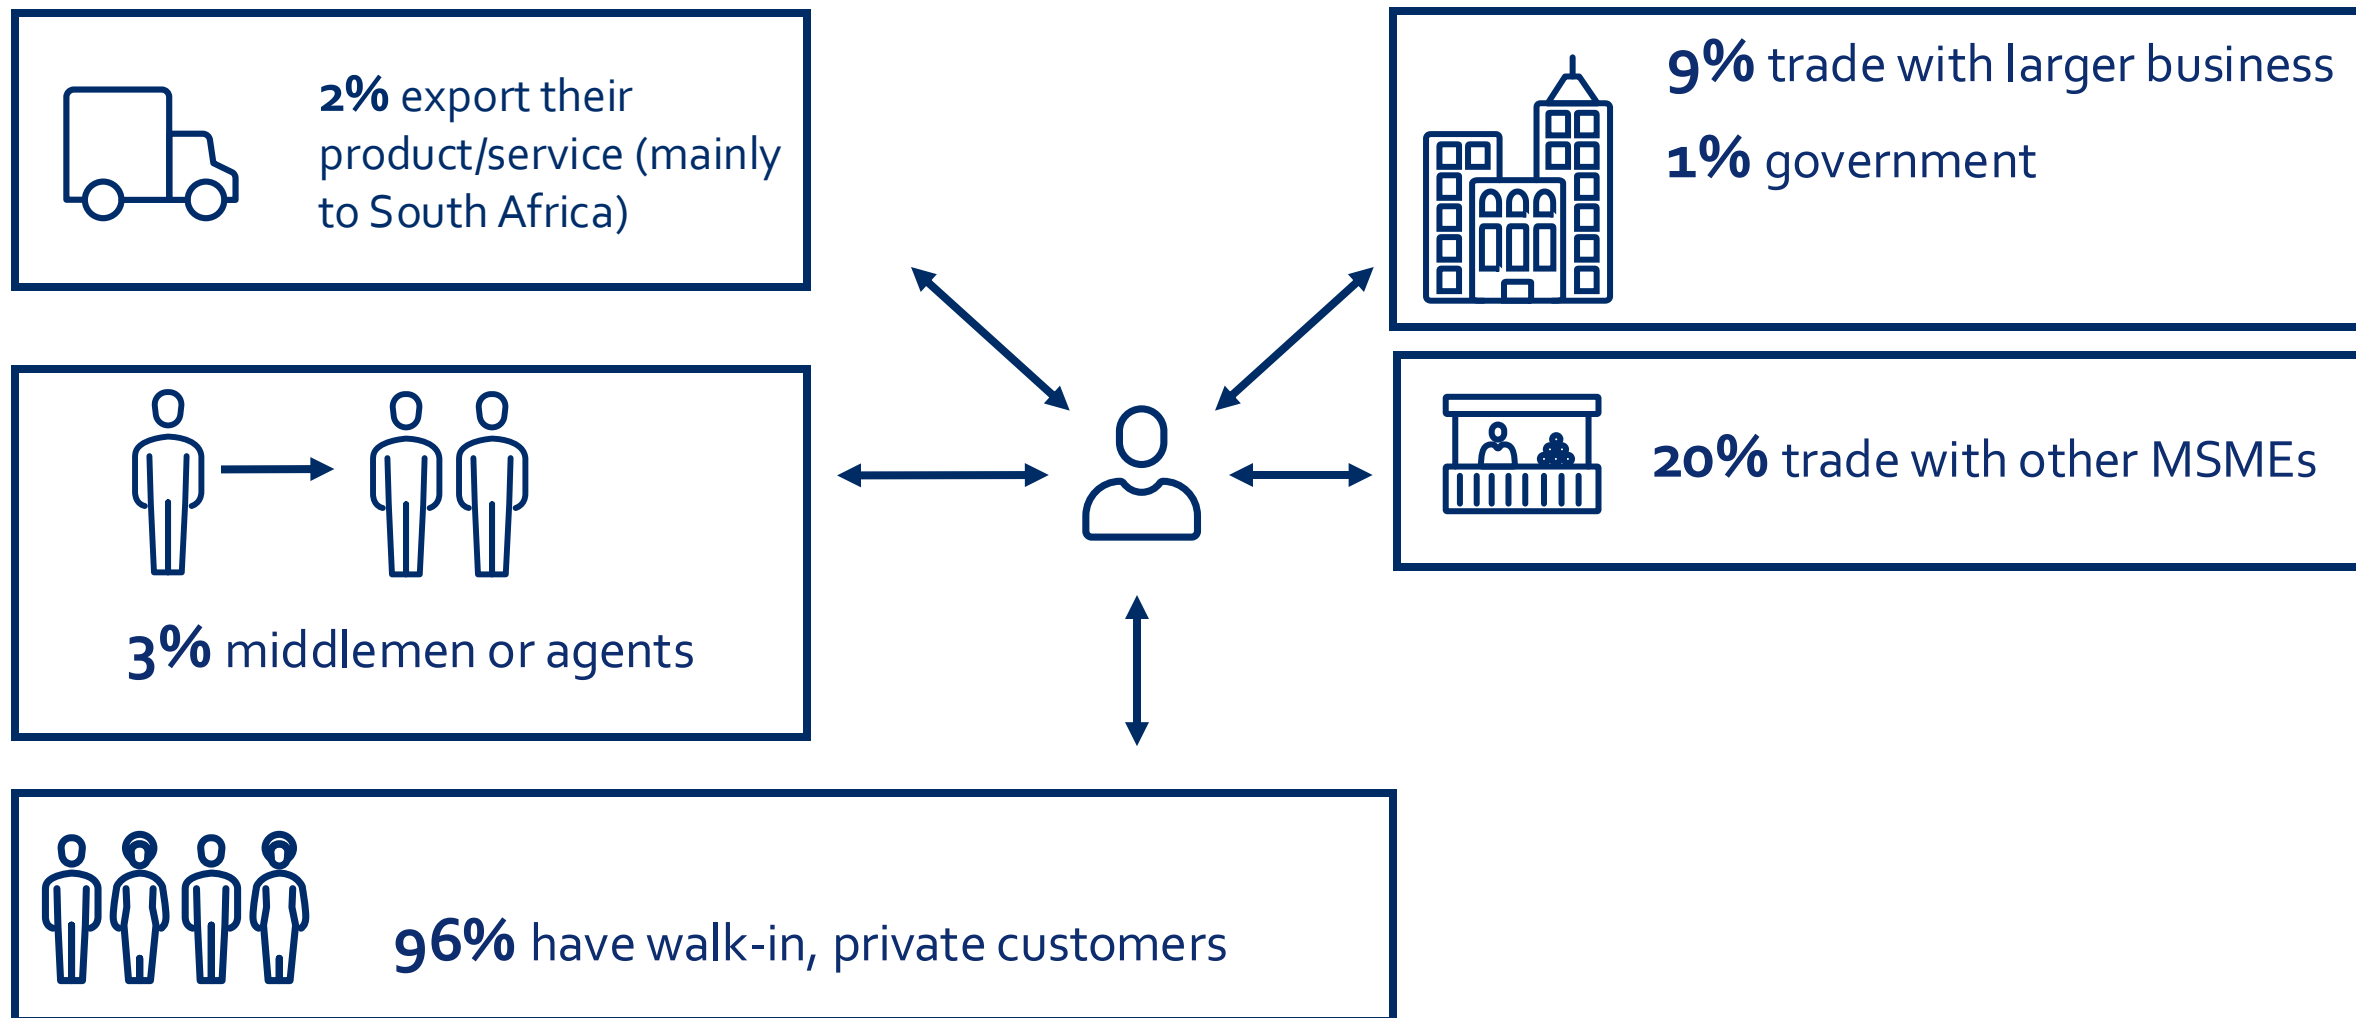 2% export their
product/service (mainly
to South Africa)
9% trade with larger business
1% government
3% middlemen or agents
20% trade with other MSMEs
96% have walk-in, private customers